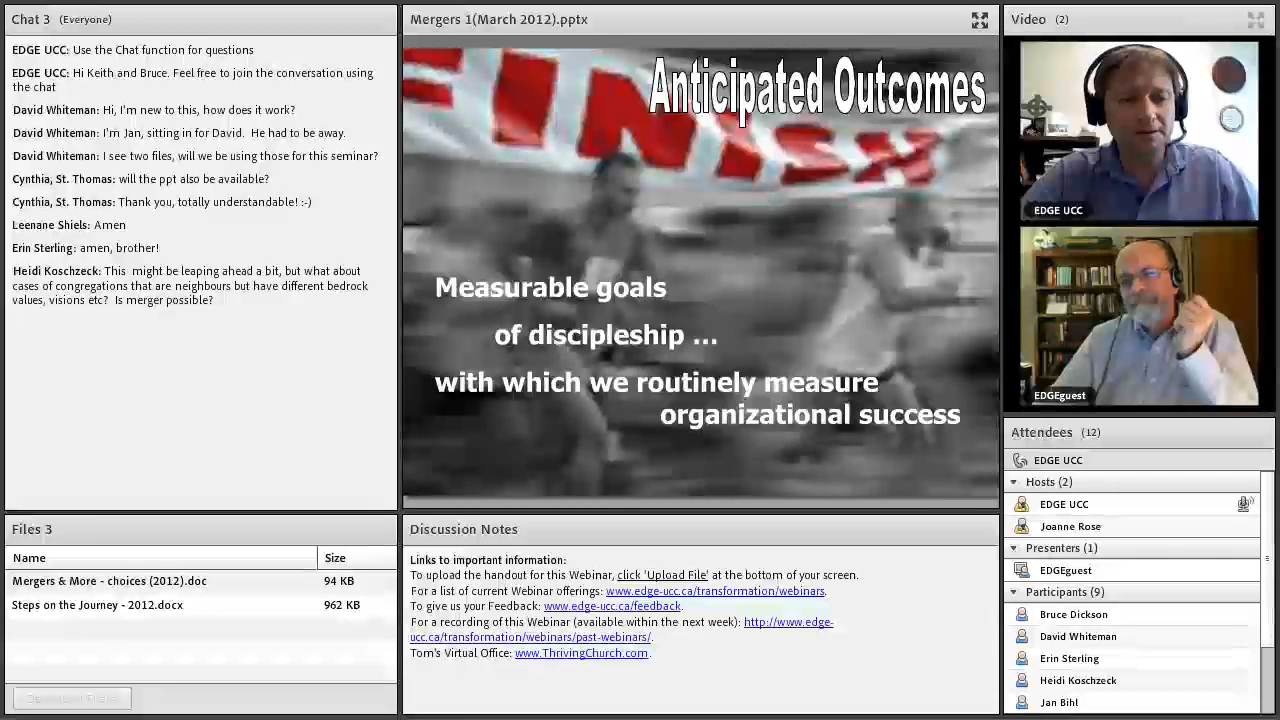 Chat 3 (Everyone)
EDGE UCC: Use the Chat function for questions
EDGE UCC: Hi Keith and Bruce. Feel free to join the conversation using
the chat
David Whiteman: Hi, I'm new to this, how does it work?
David Whiteman: I'm Jan, sitting in for David. He had to be away.
David Whiteman: I see two files, will we be using those for this seminar?
Cynthia, St. Thomas: will the ppt also be available?
Cynthia, St. Thomas: Thank you, totally understandable! :-)
Leenane Shiels: Amen
Erin Sterling: amen, brother!
Heidi Koschzeck: This might be leaping ahead a bit, but what about
cases of congregations that are neighbours but have different bedrock
values, visions etc? Is merger possible?
Files 3
Name Size
Mergers & More - choices (2012).doc 94 KB
Steps on the Journey - 2012.docx 962 KB
Mergers 1(March 2012).pptx
FINISH
Anticipated Outcomes
Measurable goals
of discipleship ...
with which we routinely measure
organizational success
Discussion Notes
Links to important information:
To upload the handout for this Webinar, click 'Upload File' at the bottom of your screen.
For a list of current Webinar offerings: www.edge-ucc.ca/transformation/webinars.
To give us your Feedback: www.edge-ucc.ca/feedback.
For a recording of this Webinar (available within the next week): http://www.edge-
ucc.ca/transformation/webinars/past-webinars/.
Tom's Virtual Office: www.ThrivingChurch.com.
Video (2)
EDGE UCC
EDGEguest
Attendees (12)
EDGE UCC
Hosts (2)
EDGE UCC
Joanne Rose
Presenters (1)
EDGEguest
Participants (9)
Bruce Dickson
David Whiteman
Erin Sterling
Heidi Koschzeck
Jan Bihl